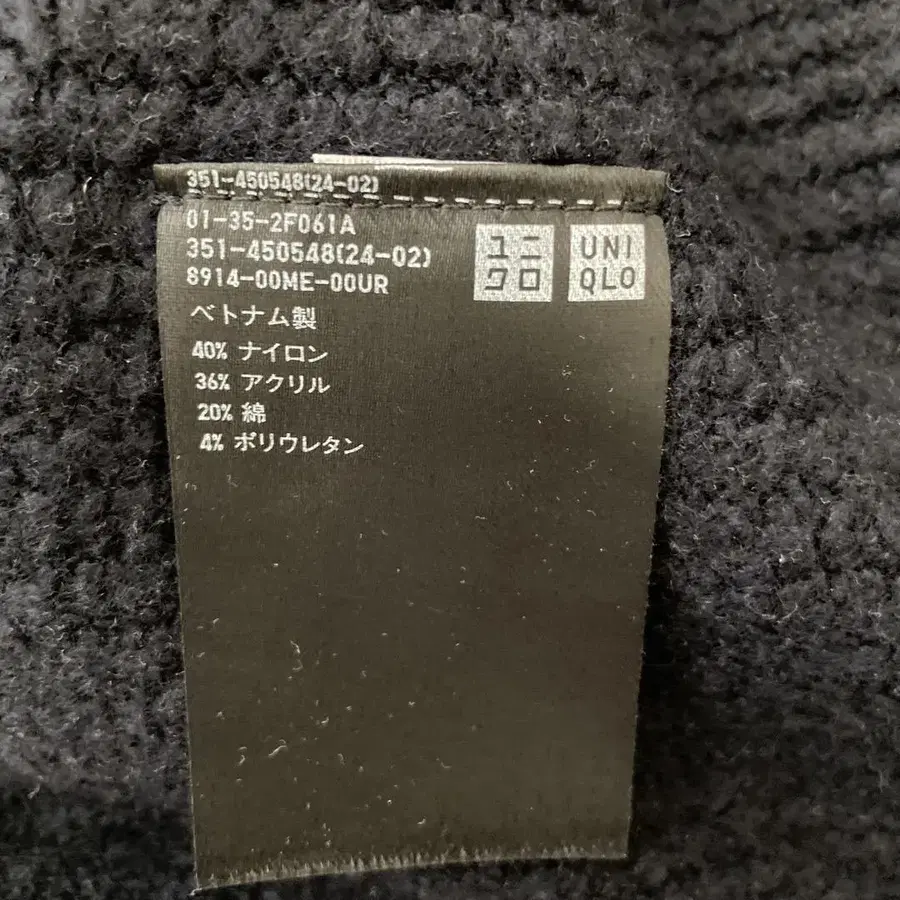 351-450548(24-02)
01-35-2F061A
351-450548(24-02)
8914-00ME-00UR
ユニ
クロ
UNI
QLO
ベトナム製
40% ナイロン
36% アクリル
20% 綿
4% ポリウレタン